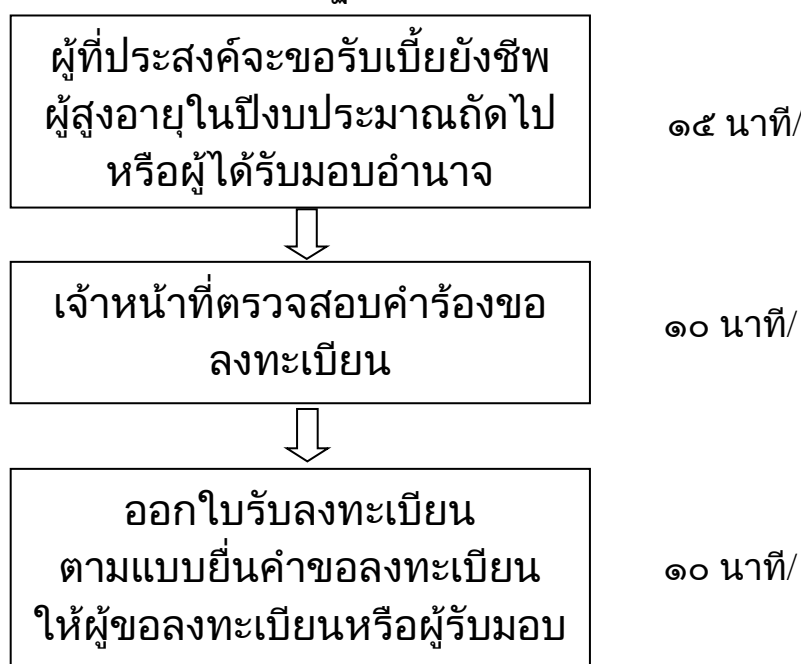 ผู้ที่ประสงค์จะขอรับเบี้ยยังชีพ
ผู้สูงอายุในปีงบประมาณถัดไป
หรือผู้ได้รับมอบอำนาจ
๑๕ นาที/
เจ้าหน้าที่ตรวจสอบคำร้องขอ
ลงทะเบียน
๑๐ นาที/
ออกใบรับลงทะเบียน
ตามแบบยื่นคำขอลงทะเบียน
ให้ผู้ขอลงทะเบียนหรือผู้รับมอบ
๑๐ นาที/